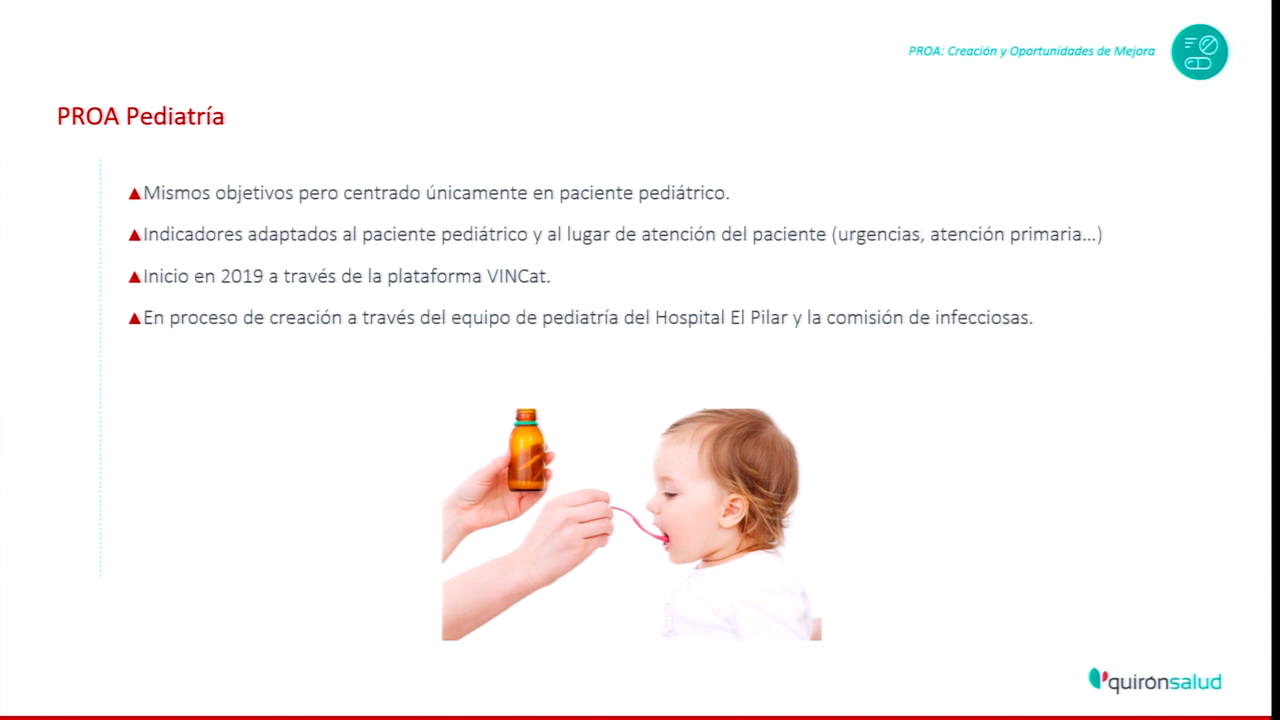 PROA: Creación y Oportunidades de Mejora
PROA Pediatría
▲Mismos objetivos pero centrado únicamente en paciente pediátrico.
▲Indicadores adaptados al paciente pediátrico y al lugar de atención del paciente (urgencias, atención primaria...)
▲Inicio en 2019 a través de la plataforma VINCat.
▲En proceso de creación a través del equipo de pediatría del Hospital El Pilar y la comisión de infecciosas.
quirónsalud